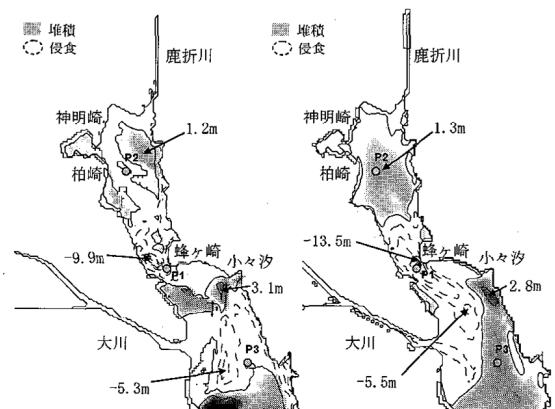 堆積
侵食
鹿折川
神明崎
1.2m
P2
柏崎
-9.9m
蜂ヶ崎
P1
小々汐
3.1m
大川
P3
-5.3m
堆積
侵食
鹿折川
神明崎
1.3m
P2
柏崎
-13.5m
蜂ヶ崎
P1
小々汐
2.8m
大川
P3
-5.5m